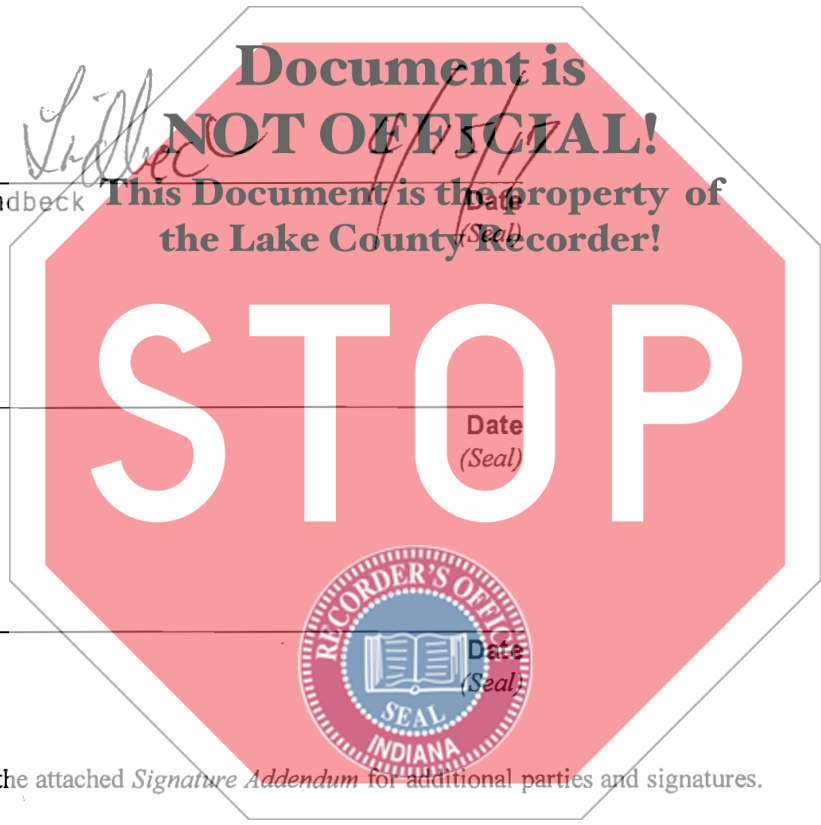 Document is
NOT OFFICIAL!
This Document is the property of
the Lake County Recorder!
dbeck
Date
(Seal)
STOP
Date
(Seal)
RECORDER'S OFFICE
SEAL
INDIANA
Date
(Seal)
he attached Signature Addendum for additional parties and signatures.